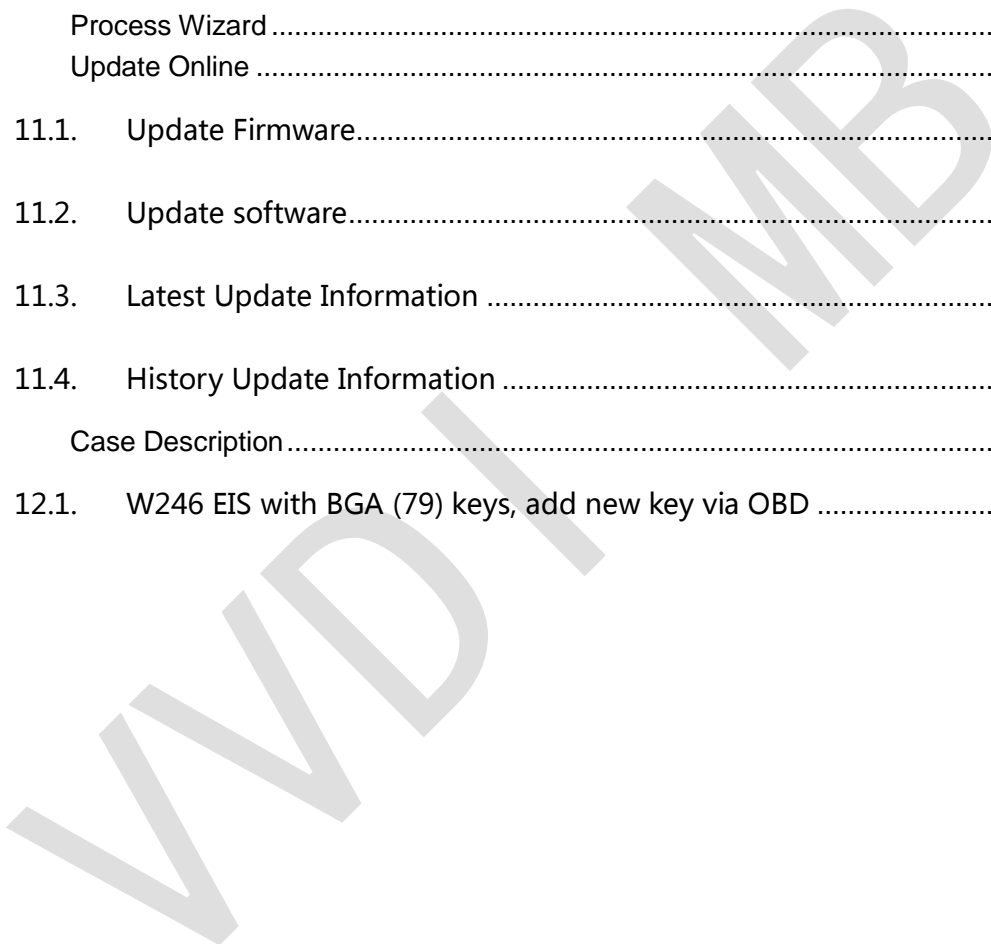 Process Wizard ........................................................................................................
Update Online ..........................................................................................................
11.1. Update Firmware..........................................................................................
11.2. Update software...........................................................................................
11.3. Latest Update Information .........................................................................
11.4. History Update Information .......................................................................
Case Description ......................................................................................................
12.1. W246 EIS with BGA (79) keys, add new key via OBD ......................
VVDI MB